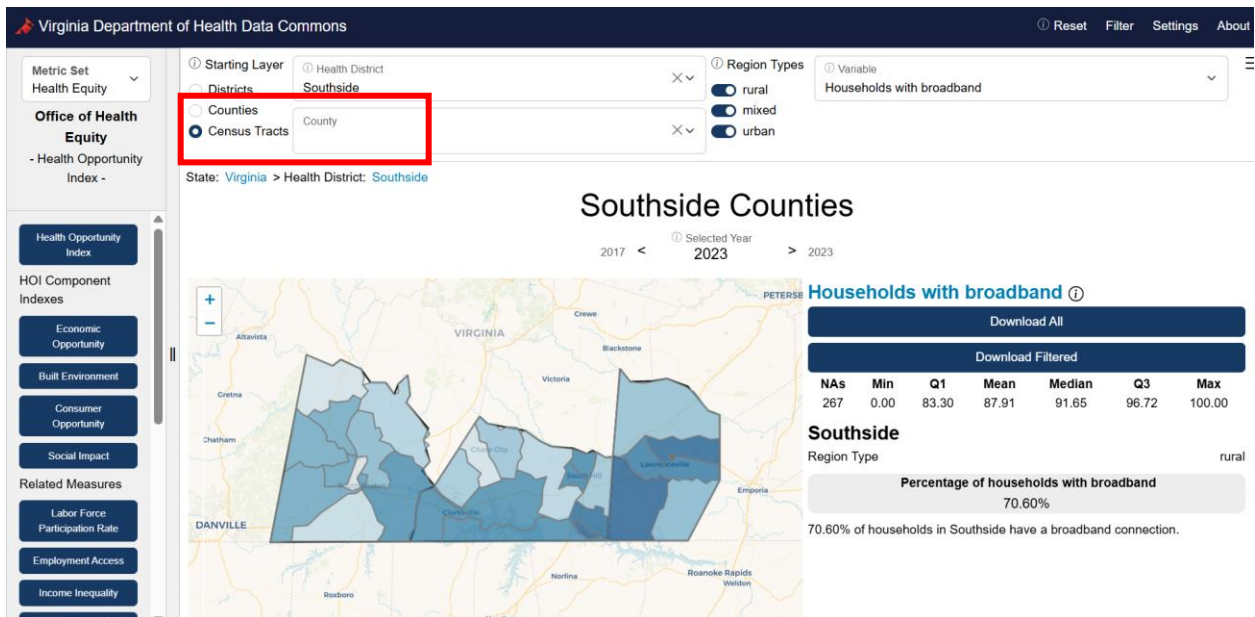 Virginia Department of Health Data Commons
Reset Filter Settings About
Metric Set
Health Equity
Office of Health
Equity
- Health Opportunity
Index -
Health Opportunity
Index
HOI Component
Indexes
Economic
Opportunity
Built Environment
Consumer
Opportunity
Social Impact
Related Measures
Labor Force
Participation Rate
Employment Access
Income Inequality
Starting Layer
Districts
Counties
Census Tracts
Health District
Southside
County
Region Types
rural
mixed
urban
Variable
Households with broadband
State: Virginia > Health District: Southside
Southside Counties
Selected Year
2017 < 2023 > 2023
+
−
PETERSB
Crewe
VIRGINIA
Altavista
Blackstone
Victoria
Gretna
Chatham
Chase City
Lawrenceville
South Hill
Emporia
Clarksville
DANVILLE
Norlina
Roanoke Rapids
Weldon
Roxboro
Households with broadband
Download All
Download Filtered
NAs Min Q1 Mean Median Q3 Max
267 0.00 83.30 87.91 91.65 96.72 100.00
Southside
Region Type rural
Percentage of households with broadband
70.60%
70.60% of households in Southside have a broadband connection.